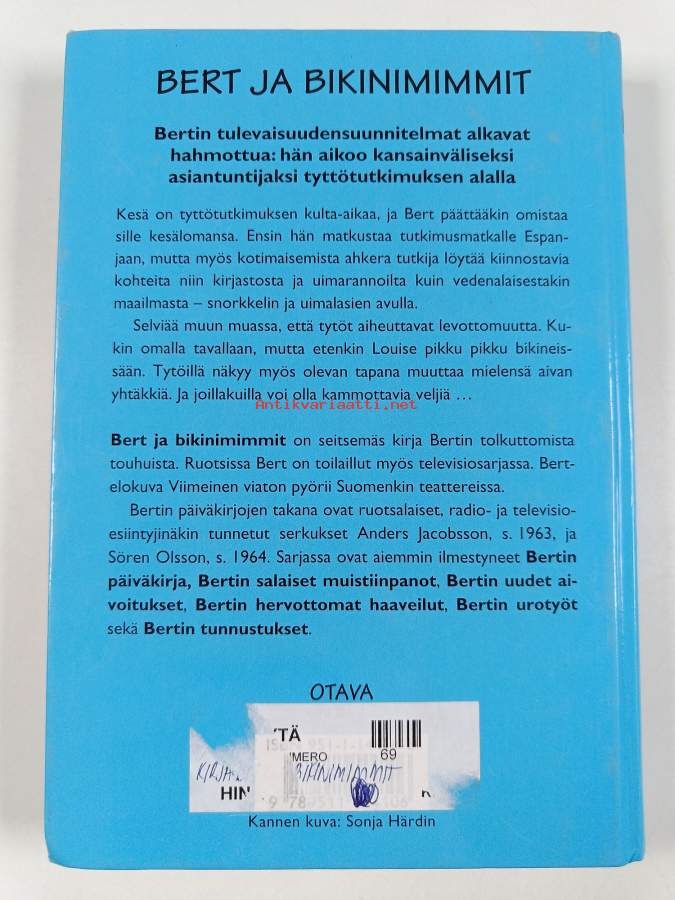 BERT JA BIKINIMIMMIT
Bertin tulevaisuudensuunnitelmat alkavat
hahmottua: hän aikoo kansainväliseksi
asiantuntijaksi tyttötutkimuksen alalla
Kesä on tyttötutkimuksen kulta-aikaa, ja Bert päättääkin omistaa
sille kesälomansa. Ensin hän matkustaa tutkimusmatkalle Espan-
jaan, mutta myös kotimaisemista ahkera tutkija löytää kiinnostavia
kohteita niin kirjastosta ja uimarannoilta kuin vedenalaisestakin
maailmasta – snorkkelin ja uimalasien avulla.
Selviää muun muassa, että tytöt aiheuttavat levottomuutta. Ku-
kin omalla tavallaan, mutta etenkin Louise pikku pikku bikineis-
sään. Tytöillä näkyy myös olevan tapana muuttaa mielensä aivan
yhtäkkiä. Ja joillakuilla voi olla kammottavia veljiä ...
Antikvariaatti.net
Bert ja bikinimimmit on seitsemäs kirja Bertin tolkuttomista
touhuista. Ruotsissa Bert on toilaillut myös televisiosarjassa. Bert-
elokuva Viimeinen viaton pyörii Suomenkin teattereissa.
Bertin päiväkirjojen takana ovat ruotsalaiset, radio- ja televisio-
esiintyjinäkin tunnetut serkukset Anders Jacobsson, s. 1963, ja
Sören Olsson, s. 1964. Sarjassa ovat aiemmin ilmestyneet Bertin
päiväkirja, Bertin salaiset muistiinpanot, Bertin uudet ai-
voitukset, Bertin hervottomat haaveilut, Bertin urotyöt
sekä Bertin tunnustukset.
OTAVA
TÄ
MERO 69
BIKINIMIMMIT
HIN
Kannen kuva: Sonja Härdin